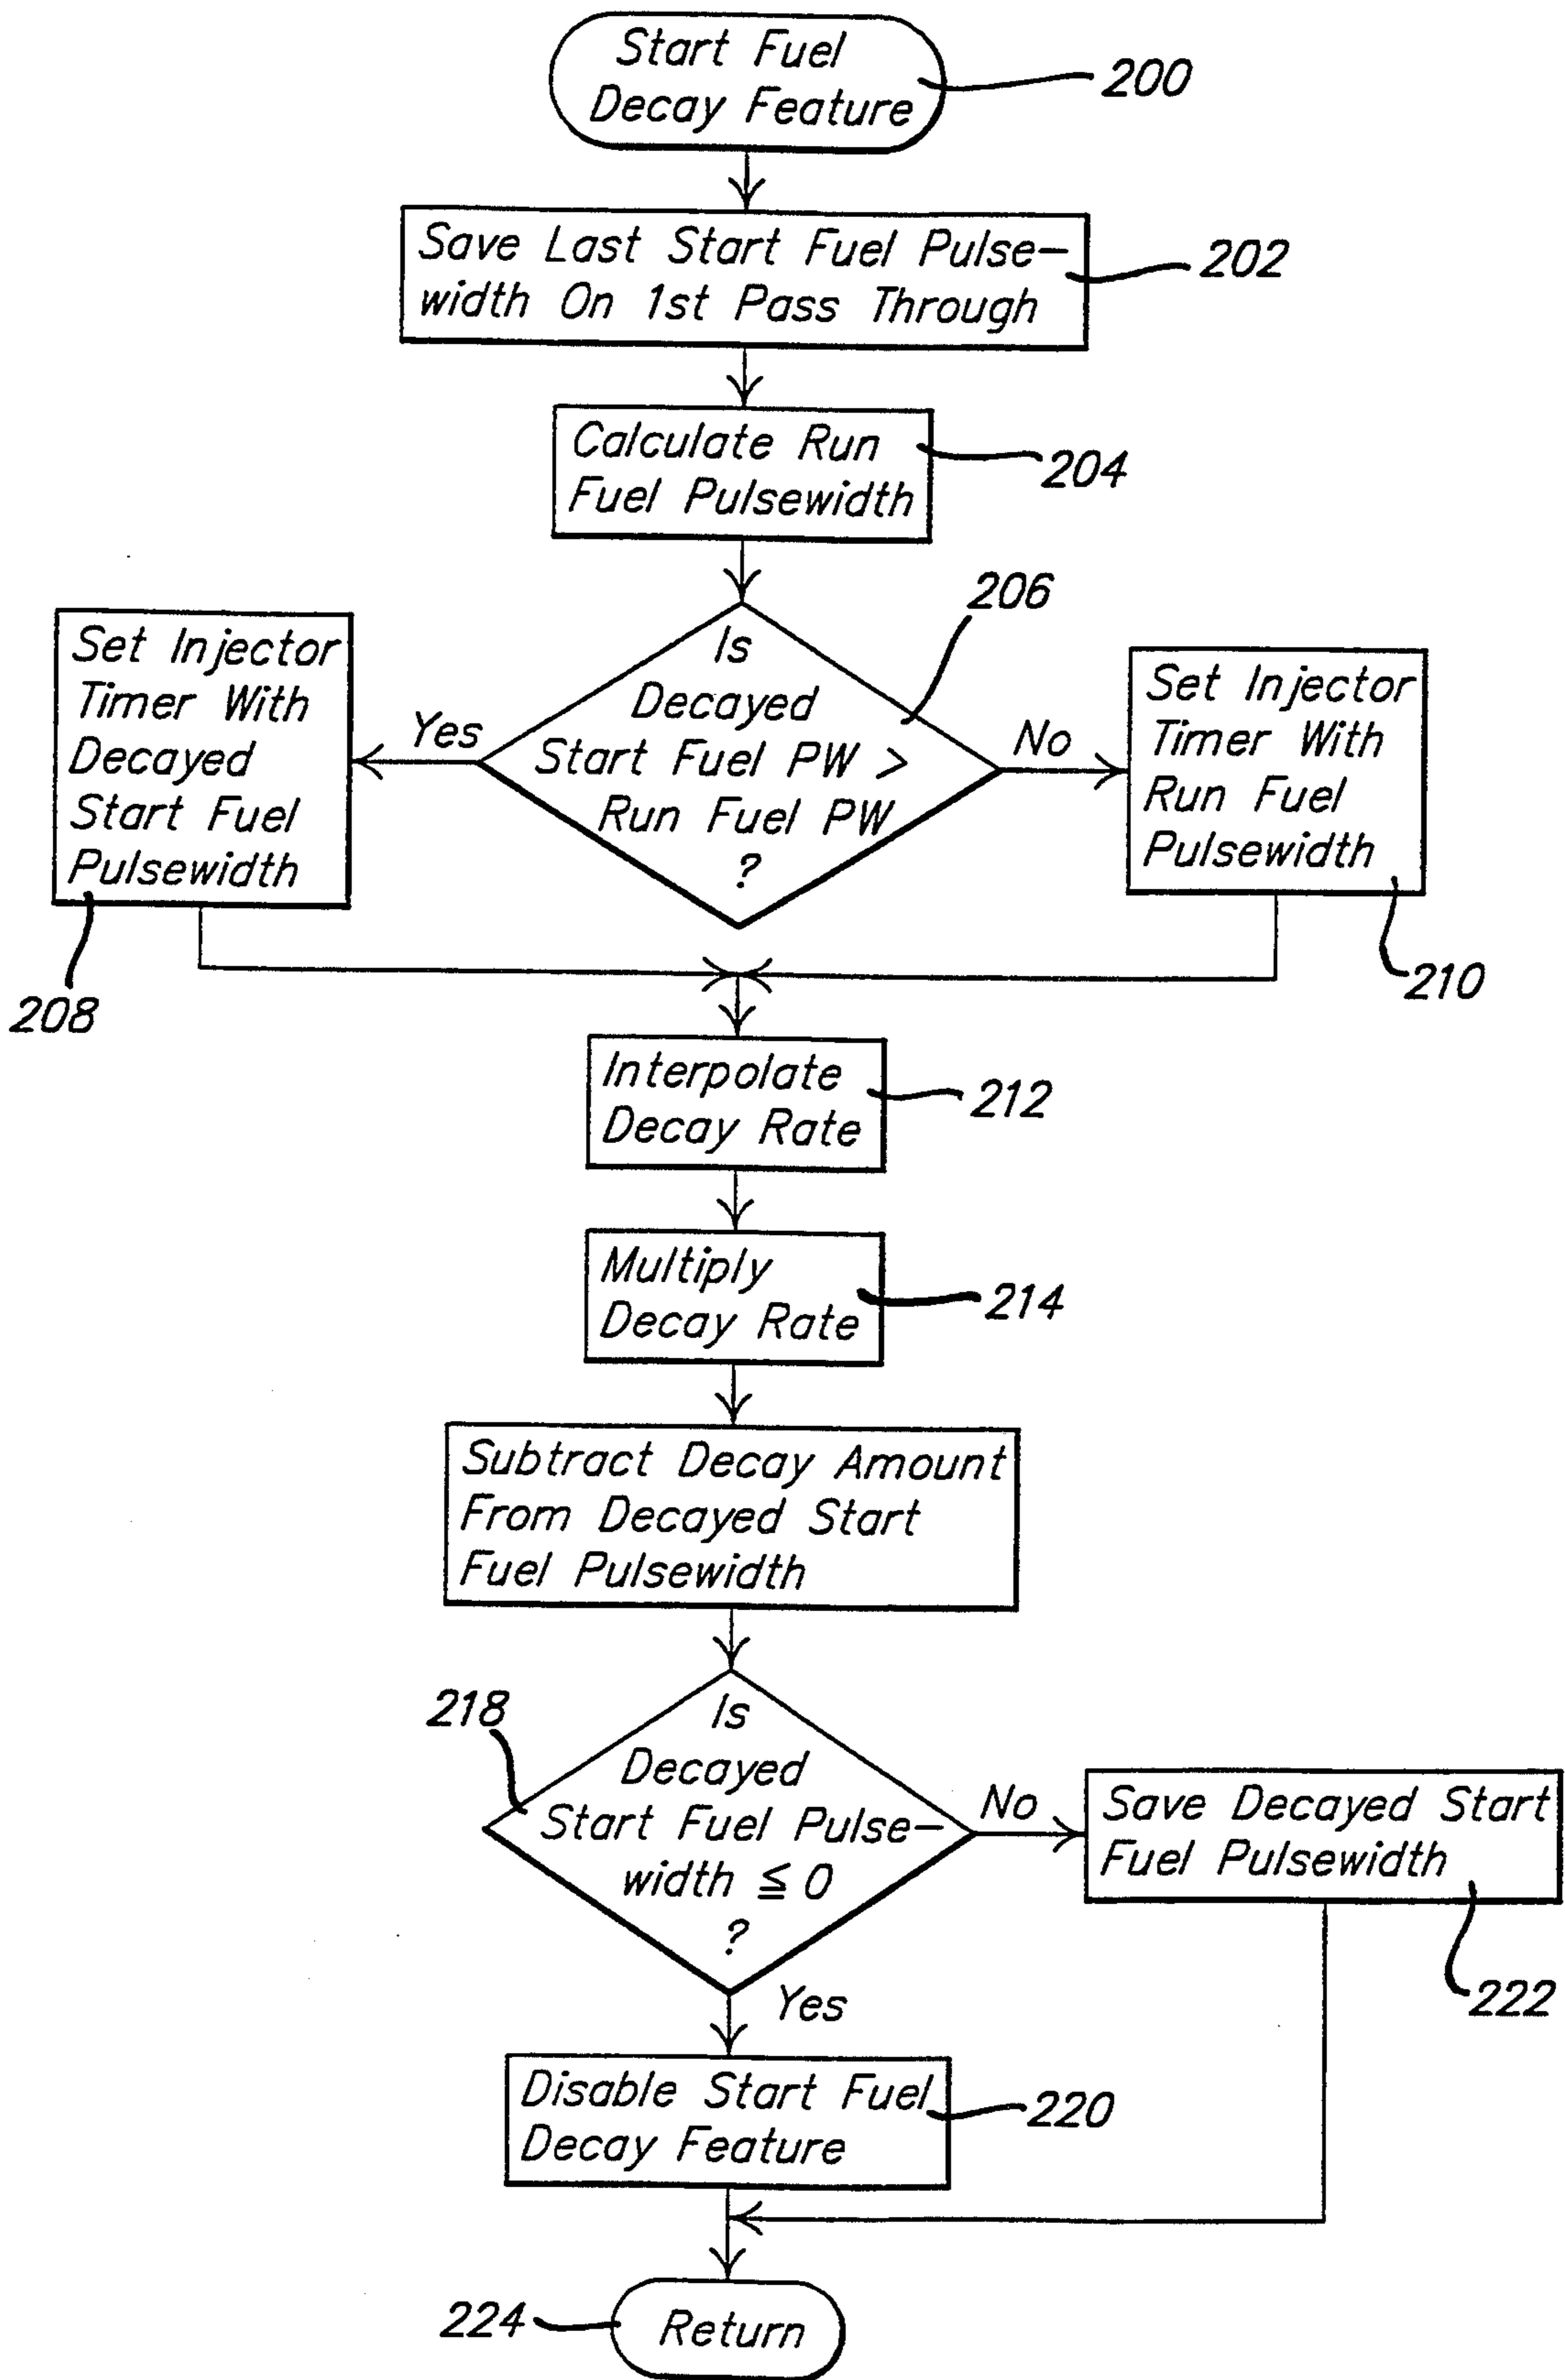 Start Fuel
Decay Feature
200
Save Last Start Fuel Pulse-
width On 1st Pass Through
202
Calculate Run
Fuel Pulsewidth
204
206
Is
Decayed
Start Fuel PW >
Run Fuel PW
?
Yes
No
Set Injector
Timer With
Decayed
Start Fuel
Pulsewidth
208
Set Injector
Timer With
Run Fuel
Pulsewidth
210
Interpolate
Decay Rate
212
Multiply
Decay Rate
214
Subtract Decay Amount
From Decayed Start
Fuel Pulsewidth
218
Is
Decayed
Start Fuel Pulse-
width ≦ 0
?
No
Save Decayed Start
Fuel Pulsewidth
222
Yes
Disable Start Fuel
Decay Feature
220
224
Return